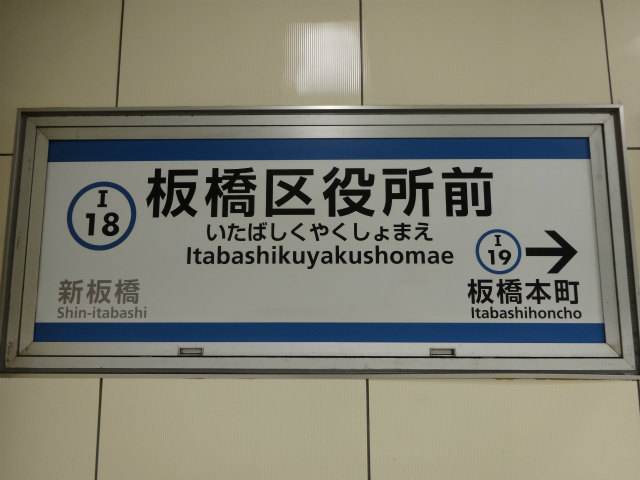 I
18
板橋区役所前
いたばしくやくしょまえ
Itabashikuyakushomae
I
19
新板橋
Shin-itabashi
板橋本町
Itabashihoncho